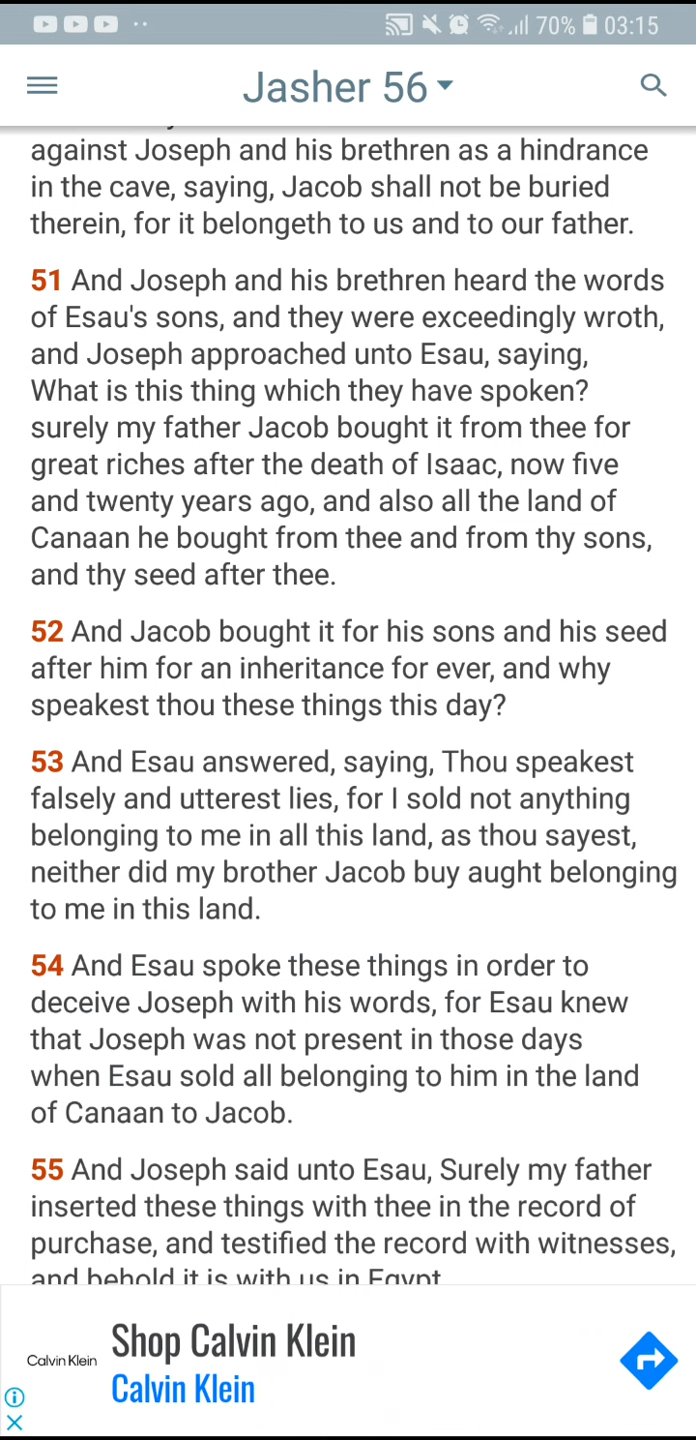 70% 03:15
Jasher 56
against Joseph and his brethren as a hindrance
in the cave, saying, Jacob shall not be buried
therein, for it belongeth to us and to our father.
51 And Joseph and his brethren heard the words
of Esau's sons, and they were exceedingly wroth,
and Joseph approached unto Esau, saying,
What is this thing which they have spoken?
surely my father Jacob bought it from thee for
great riches after the death of Isaac, now five
and twenty years ago, and also all the land of
Canaan he bought from thee and from thy sons,
and thy seed after thee.
52 And Jacob bought it for his sons and his seed
after him for an inheritance for ever, and why
speakest thou these things this day?
53 And Esau answered, saying, Thou speakest
falsely and utterest lies, for I sold not anything
belonging to me in all this land, as thou sayest,
neither did my brother Jacob buy aught belonging
to me in this land.
54 And Esau spoke these things in order to
deceive Joseph with his words, for Esau knew
that Joseph was not present in those days
when Esau sold all belonging to him in the land
of Canaan to Jacob.
55 And Joseph said unto Esau, Surely my father
inserted these things with thee in the record of
purchase, and testified the record with witnesses,
and behold it is with us in Egypt
Calvin Klein
Shop Calvin Klein
Calvin Klein